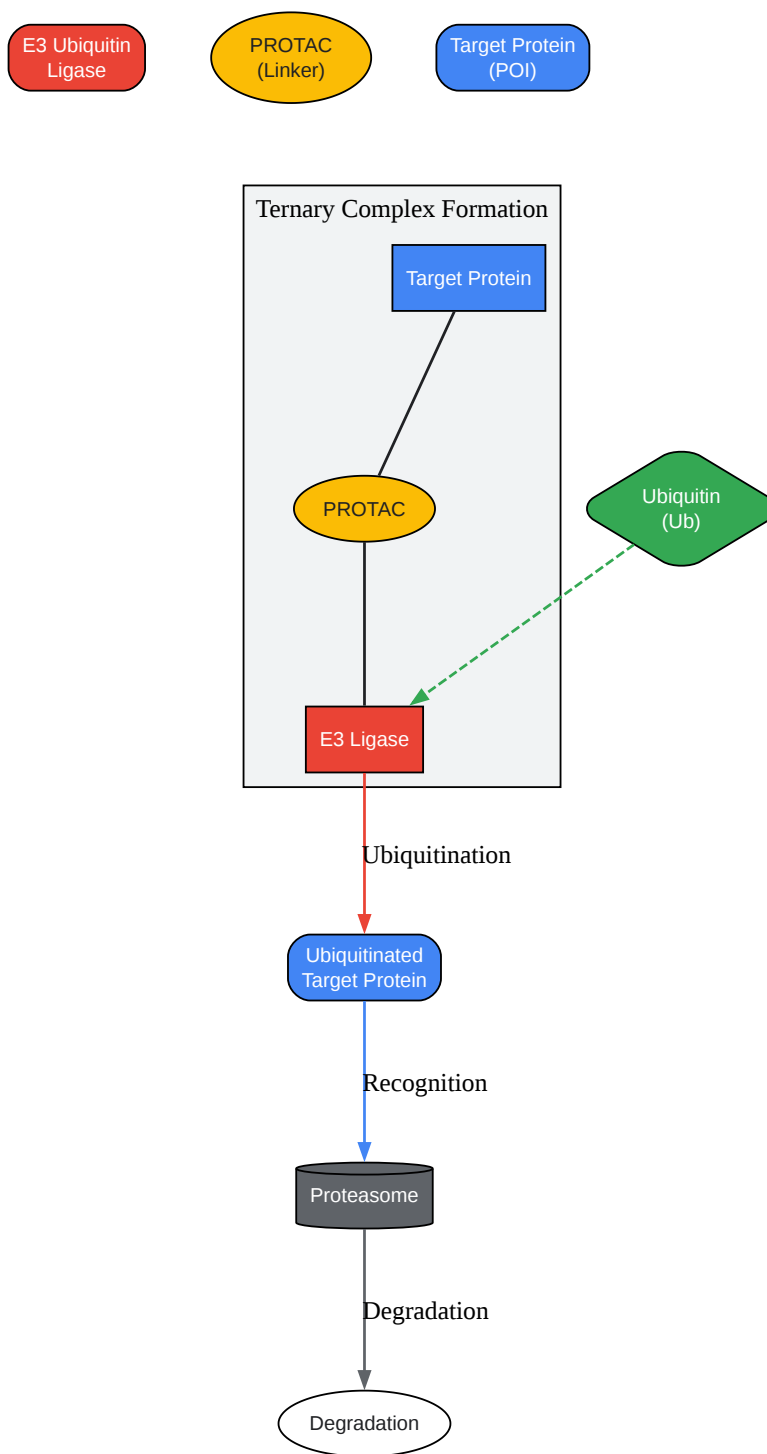 E3 Ubiquitin
Ligase
PROTAC
(Linker)
Target Protein
(POI)
Ternary Complex Formation
Target Protein
PROTAC
Ubiquitin
(Ub)
E3 Ligase
Ubiquitination
Ubiquitinated
Target Protein
Recognition
Proteasome
Degradation
Degradation